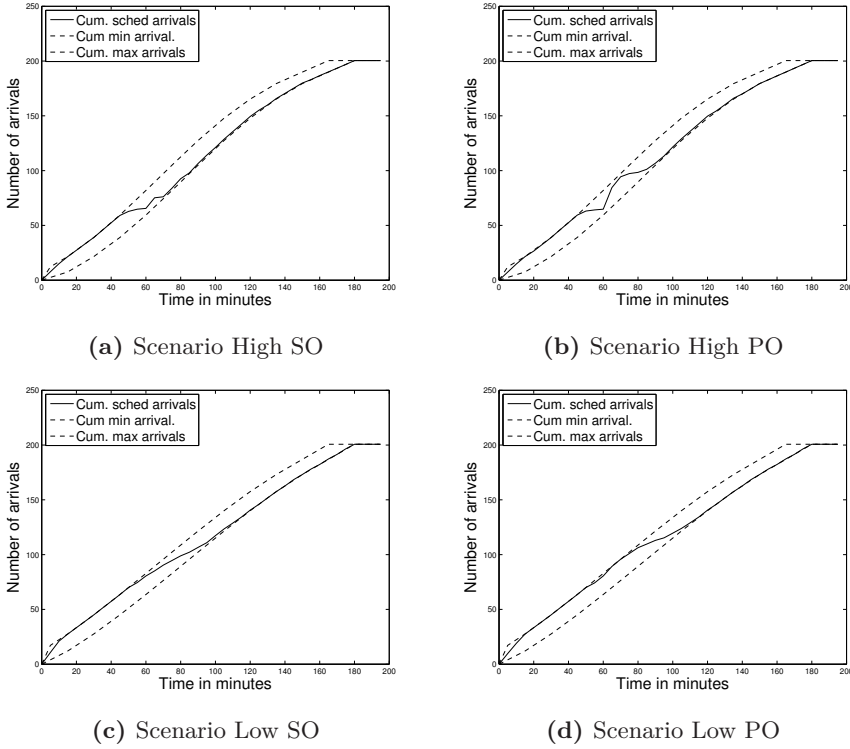 250
200
150
100
50
0
Number of arrivals
Cum. sched arrivals
Cum min arrival.
Cum. max arrivals
0 20 40 60 80 100 120 140 160 180 200
Time in minutes
(a) Scenario High SO
250
200
150
100
50
0
Number of arrivals
Cum. sched arrivals
Cum min arrival.
Cum. max arrivals
0 20 40 60 80 100 120 140 160 180 200
Time in minutes
(b) Scenario High PO
250
200
150
100
50
0
Number of arrivals
Cum. sched arrivals
Cum min arrival.
Cum. max arrivals
0 20 40 60 80 100 120 140 160 180 200
Time in minutes
(c) Scenario Low SO
250
200
150
100
50
0
Number of arrivals
Cum. sched arrivals
Cum min arrival.
Cum. max arrivals
0 20 40 60 80 100 120 140 160 180 200
Time in minutes
(d) Scenario Low PO